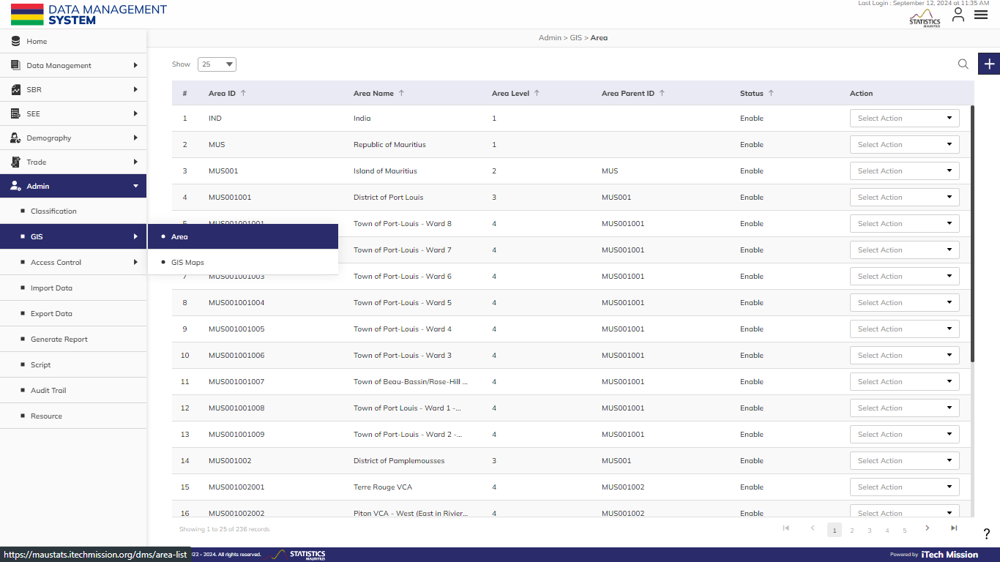 Last Login : September 12, 2024 at 11:35 AM
DATA MANAGEMENT
SYSTEM
STATISTICS
MAURITIUS
Admin > GIS > Area
Home
Data Management
SBR
SEE
Demography
Trade
Admin
Classification
GIS
Access Control
Import Data
Export Data
Generate Report
Script
Audit Trail
Resource
Area
GIS Maps
Show 25
# Area ID Area Name Area Level Area Parent ID Status Action
1 IND India 1 Enable Select Action
2 MUS Republic of Mauritius 1 Enable Select Action
3 MUS001 Island of Mauritius 2 MUS Enable Select Action
4 MUS001001 District of Port Louis 3 MUS001 Enable Select Action
5 MUS001001001 Town of Port-Louis - Ward 8 4 MUS001001 Enable Select Action
Town of Port-Louis - Ward 7 4 MUS001001 Enable Select Action
7 MUS001001003 Town of Port-Louis - Ward 6 4 MUS001001 Enable Select Action
8 MUS001001004 Town of Port-Louis - Ward 5 4 MUS001001 Enable Select Action
9 MUS001001005 Town of Port-Louis - Ward 4 4 MUS001001 Enable Select Action
10 MUS001001006 Town of Port-Louis - Ward 3 4 MUS001001 Enable Select Action
11 MUS001001007 Town of Beau-Bassin/Rose-Hill ... 4 MUS001001 Enable Select Action
12 MUS001001008 Town of Port Louis - Ward 1 -... 4 MUS001001 Enable Select Action
13 MUS001001009 Town of Port-Louis - Ward 2 -... 4 MUS001001 Enable Select Action
14 MUS001002 District of Pamplemousses 3 MUS001 Enable Select Action
15 MUS001002001 Terre Rouge VCA 4 MUS001002 Enable Select Action
16 MUS001002002 Piton VCA - West (East in Rivier... 4 MUS001002 Enable Select Action
Showing 1 to 25 of 236 records
1 2 3 4 5
?
https://maustats.itechmission.org/dms/area-list
22 - 2024. All rights reserved.
STATISTICS
MAURITIUS
Powered by iTech Mission